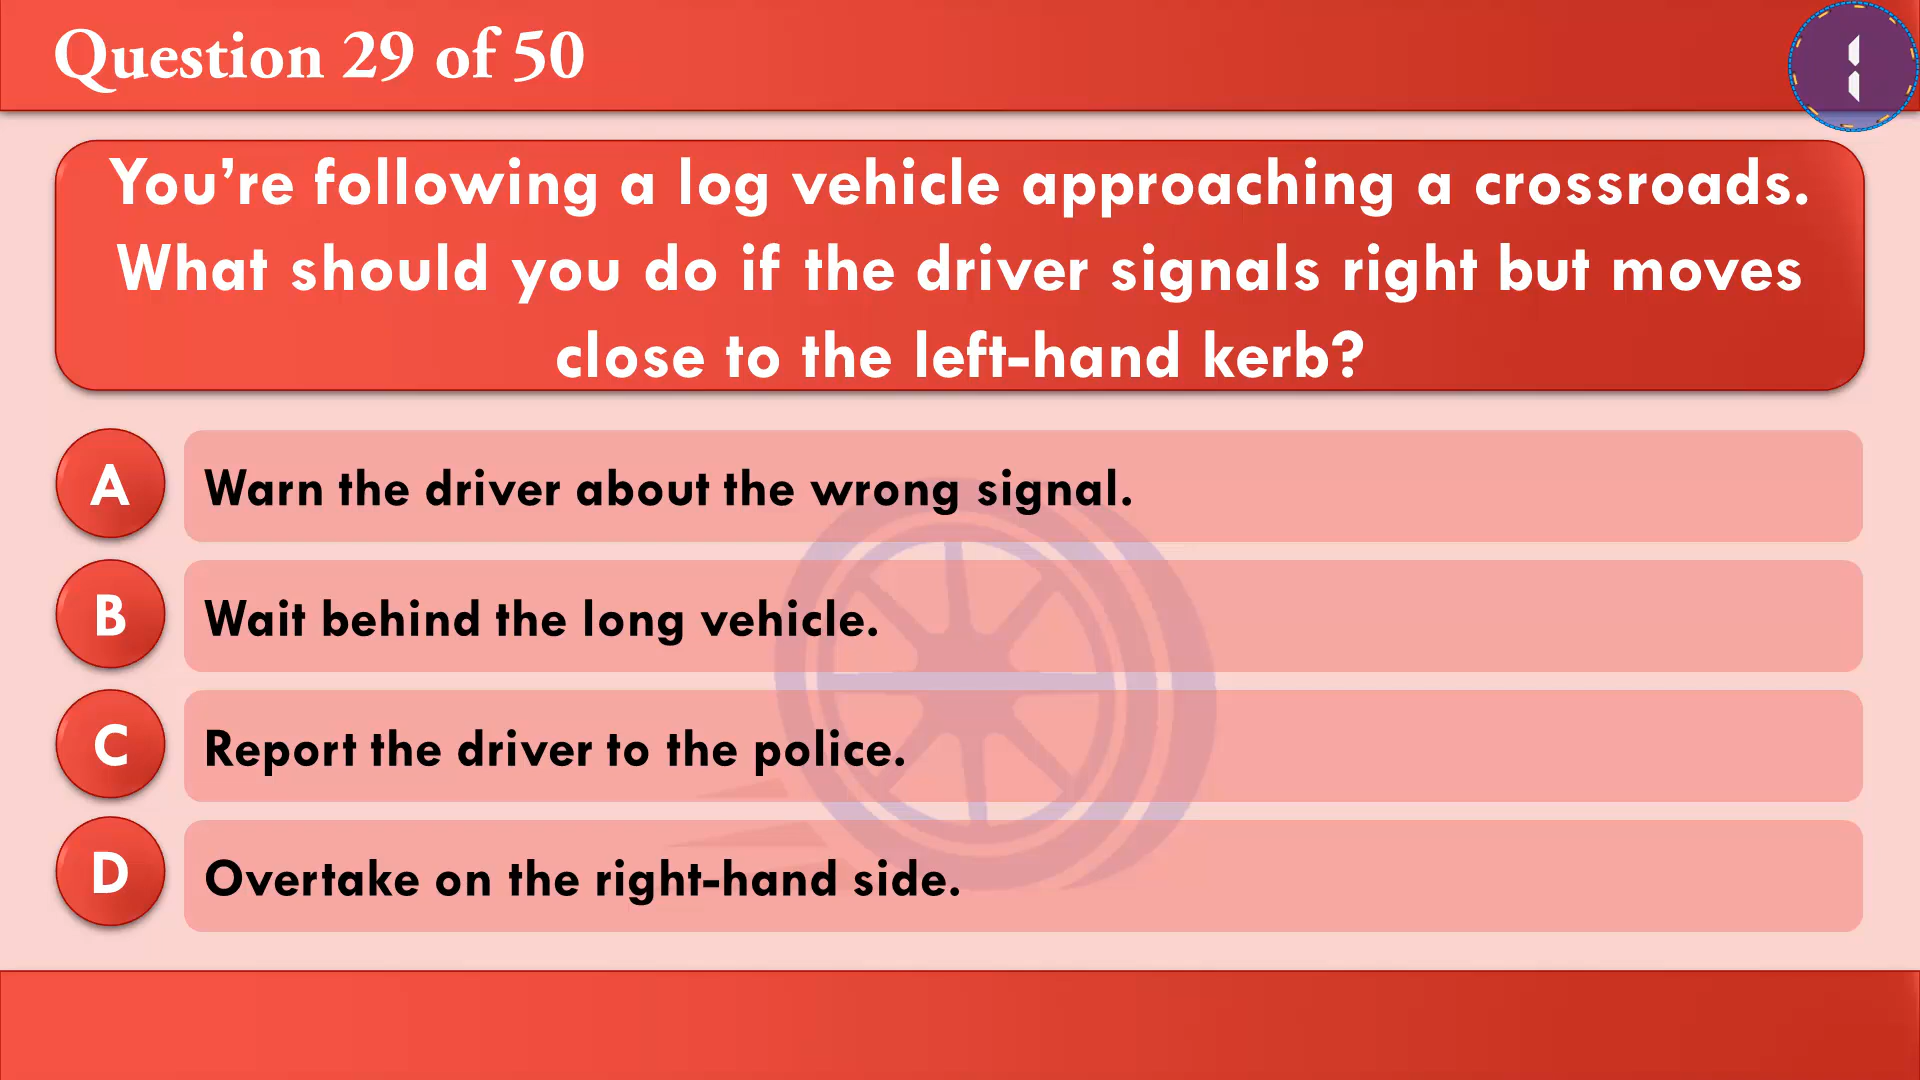 Question 29 of 50
1
You’re following a log vehicle approaching a crossroads.
What should you do if the driver signals right but moves
close to the left-hand kerb?
A
Warn the driver about the wrong signal.
B
Wait behind the long vehicle.
C
Report the driver to the police.
D
Overtake on the right-hand side.